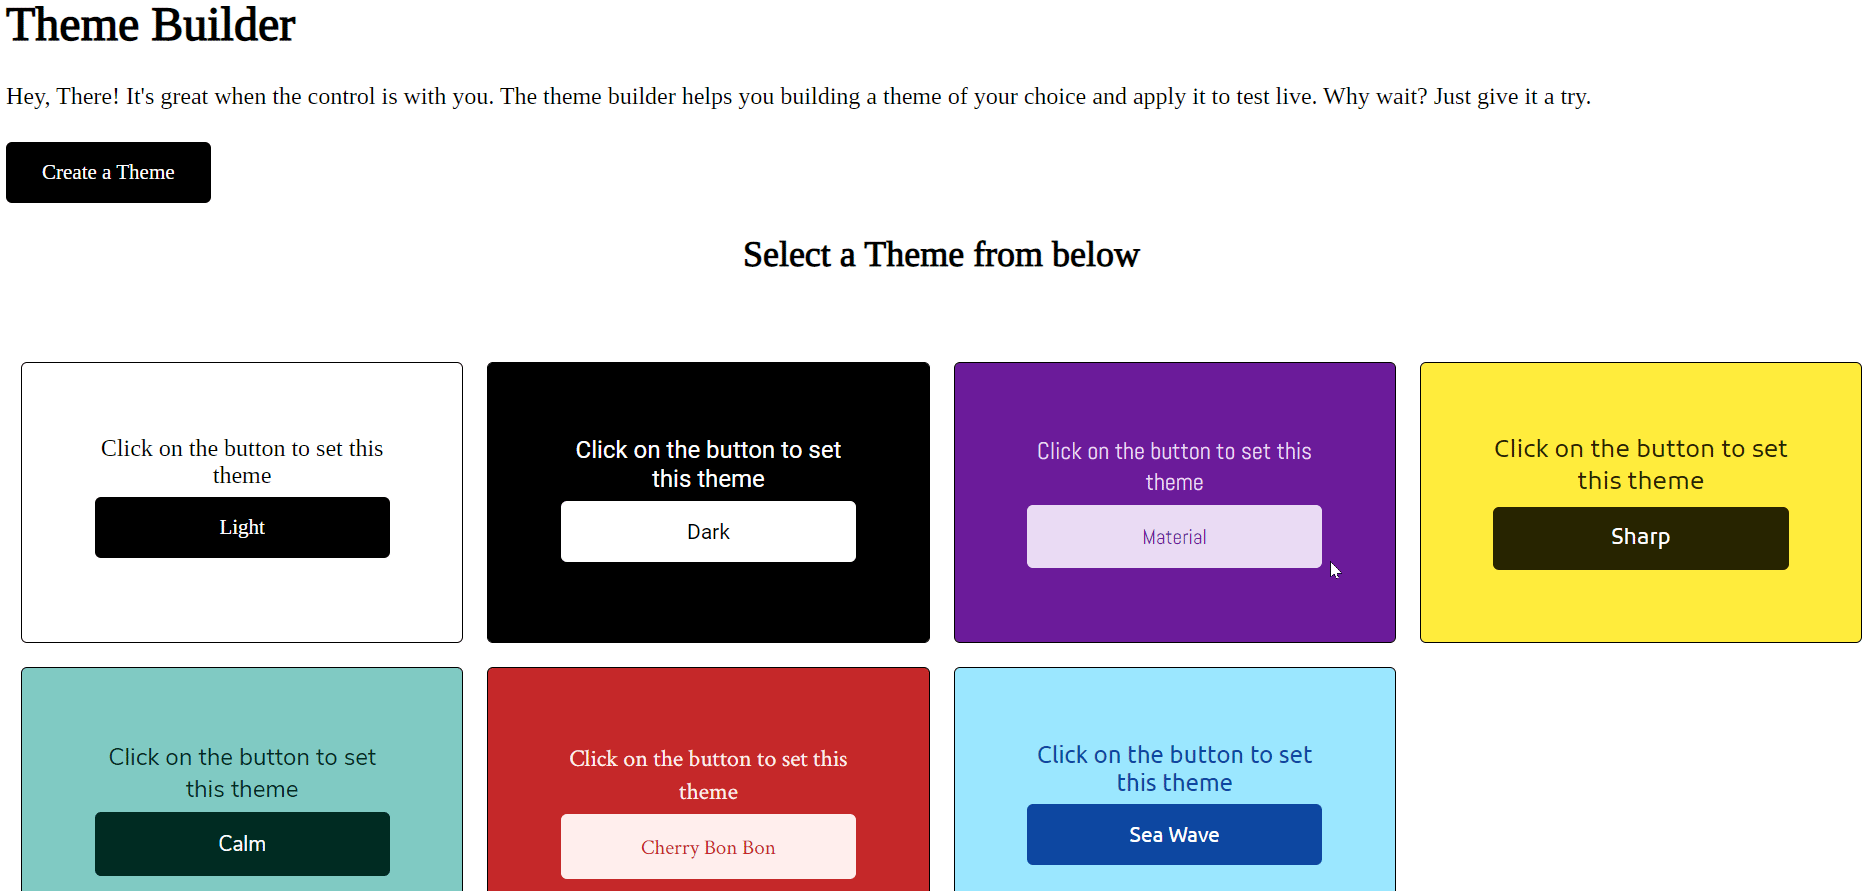 Theme Builder
Hey, There! It's great when the control is with you. The theme builder helps you building a theme of your choice and apply it to test live. Why wait? Just give it a try.
Create a Theme
Select a Theme from below
Click on the button to set this
theme
Light
Click on the button to set
this theme
Dark
Click on the button to set this
theme
Material
Click on the button to set
this theme
Sharp
Click on the button to set
this theme
Calm
Click on the button to set this
theme
Cherry Bon Bon
Click on the button to set
this theme
Sea Wave